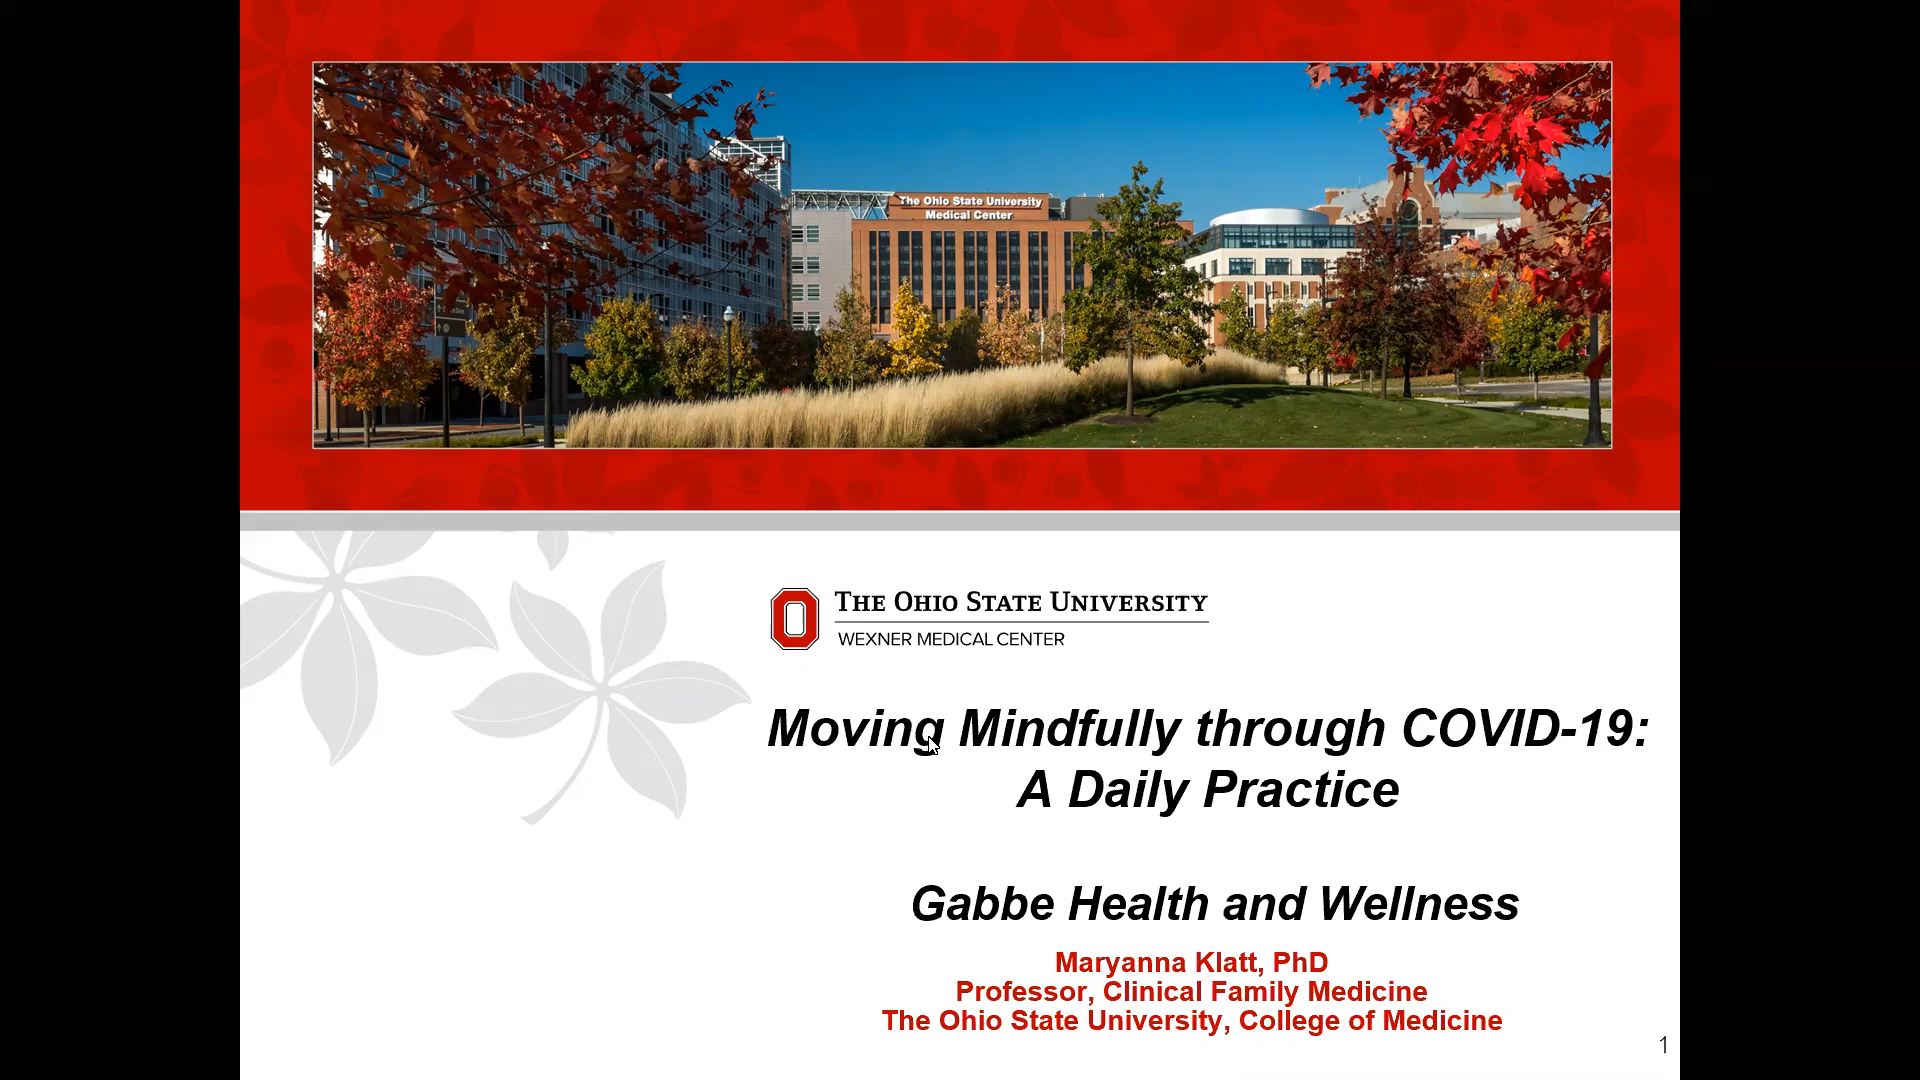 The Ohio State University
Medical Center
THE OHIO STATE UNIVERSITY
WEXNER MEDICAL CENTER
Moving Mindfully through COVID-19:
A Daily Practice
Gabbe Health and Wellness
Maryanna Klatt, PhD
Professor, Clinical Family Medicine
The Ohio State University, College of Medicine
1